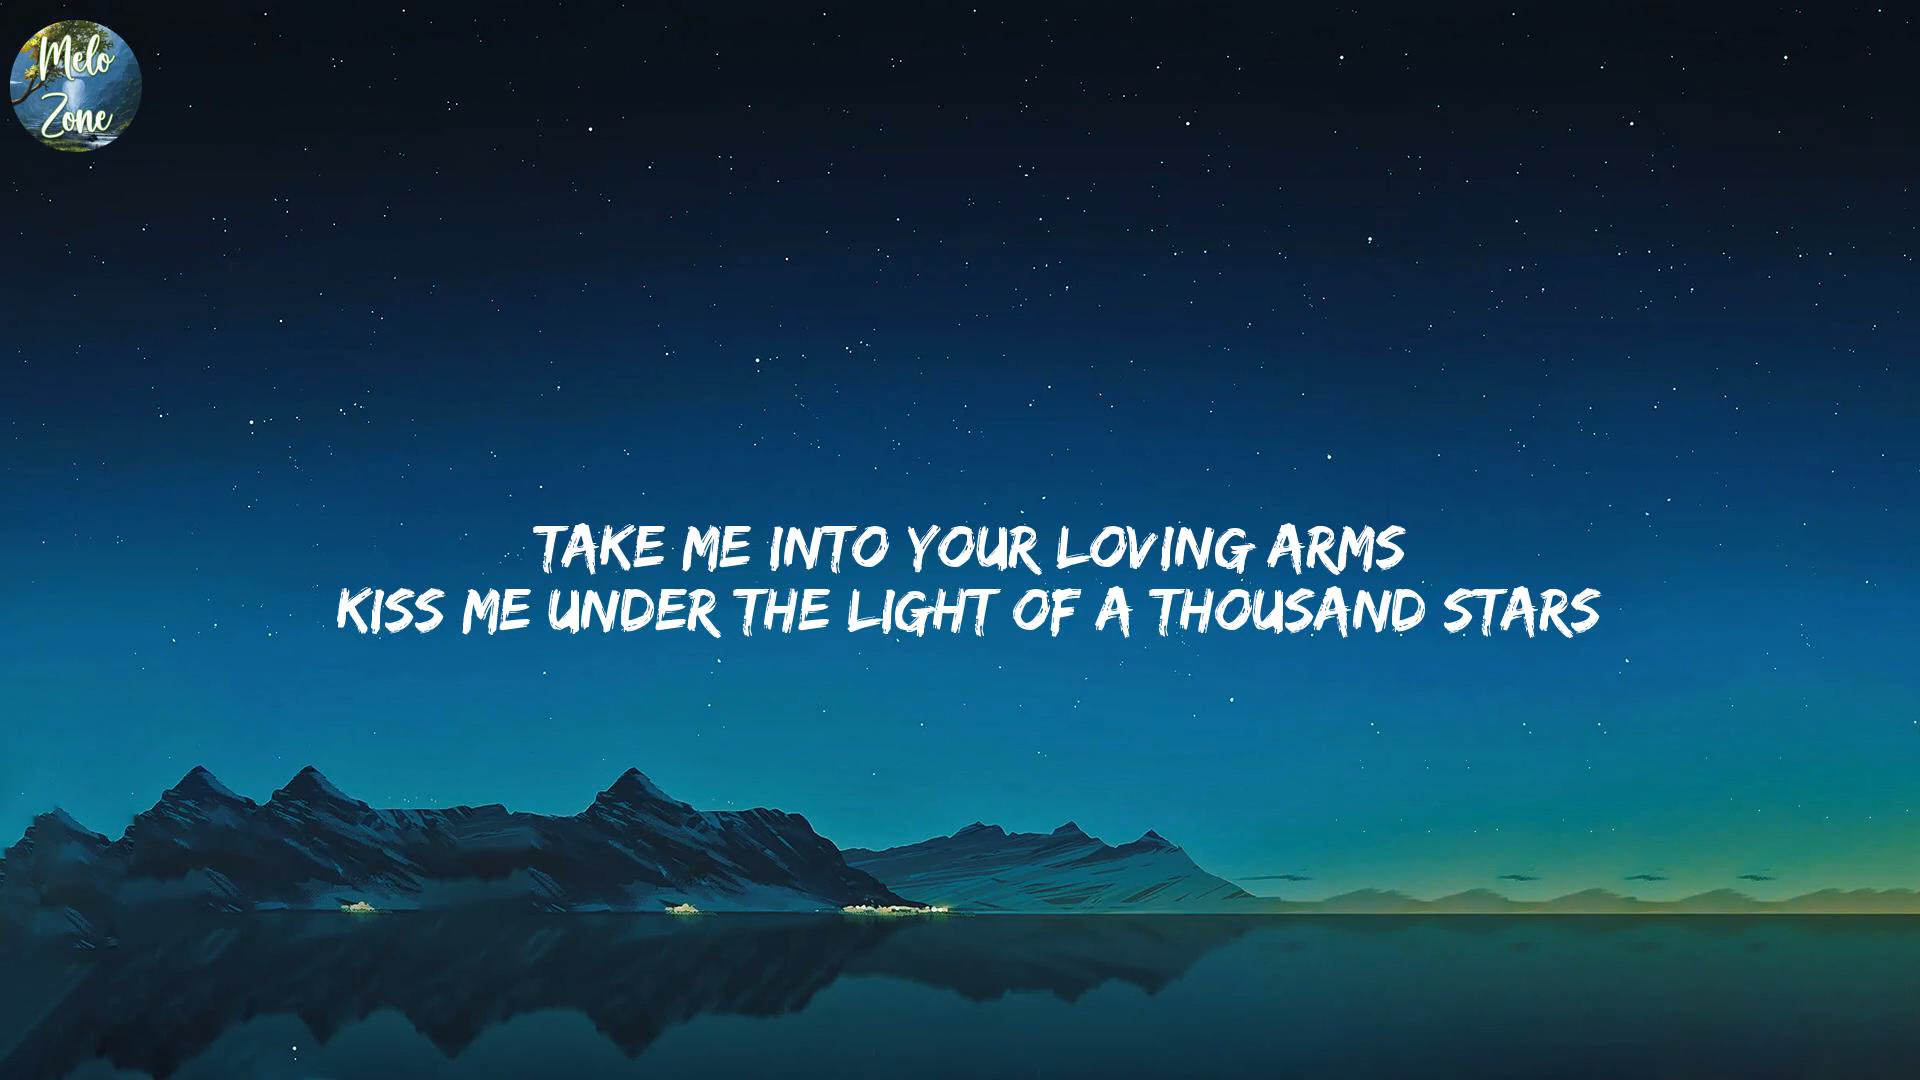 Melo
Zone
TAKE ME INTO YOUR LOVING ARMS
KISS ME UNDER THE LIGHT OF A THOUSAND STARS